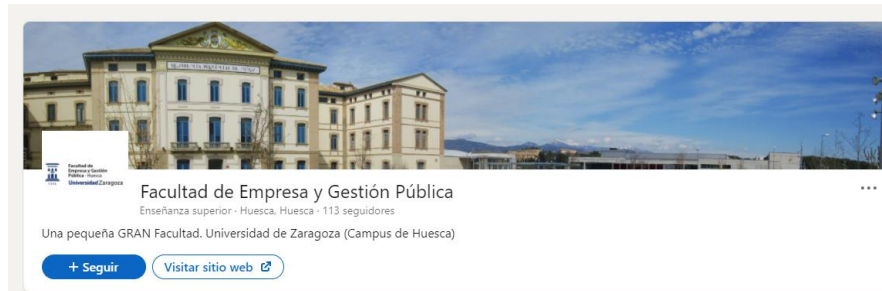 Facultad de
Empresa y Gestión
Pública - Huesca
Universidad Zaragoza
Facultad de Empresa y Gestión Pública
Enseñanza superior · Huesca, Huesca · 113 seguidores
Una pequeña GRAN Facultad. Universidad de Zaragoza (Campus de Huesca)
+ Seguir
Visitar sitio web